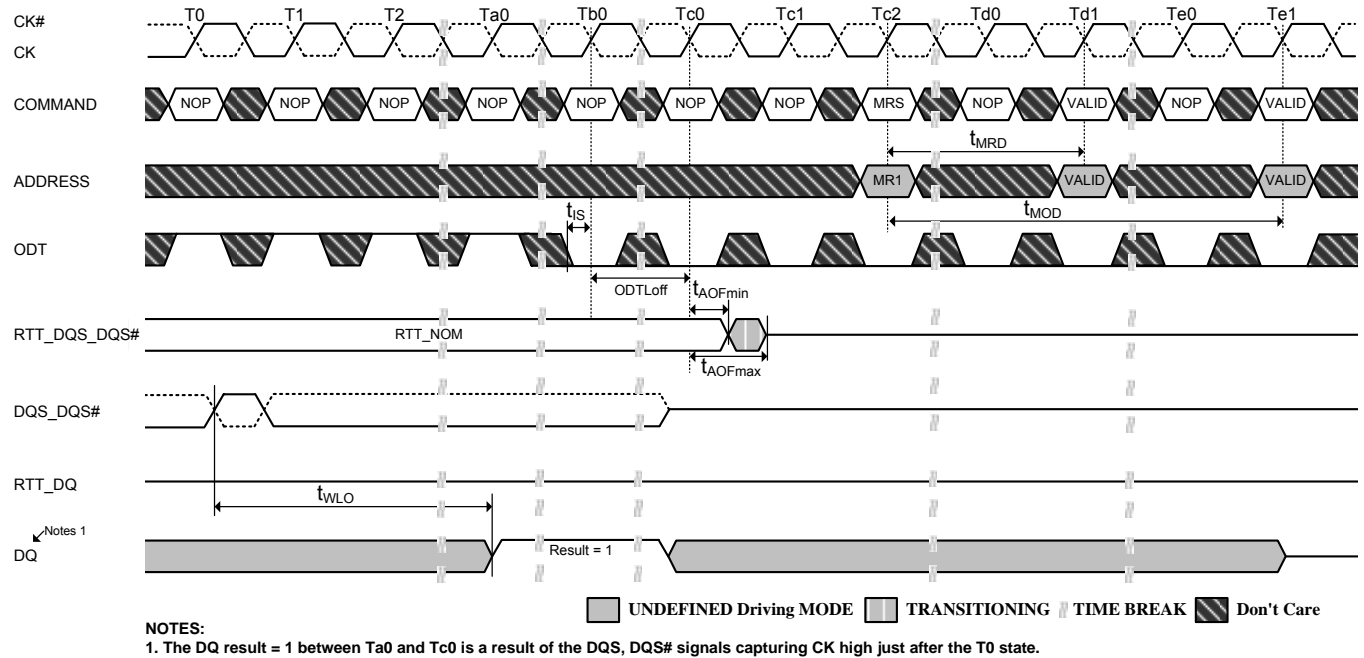 CK#
CK
T0 T1 T2 Ta0 Tb0 Tc0 Tc1 Tc2 Td0 Td1 Te0 Te1
COMMAND
NOP NOP NOP NOP NOP NOP NOP MRS NOP VALID NOP VALID
tMRD
ADDRESS
MR1 VALID VALID
tMOD
tIS
ODT
ODTLoff
tAOFmin
RTT_DQS_DQS#
RTT_NOM
tAOFmax
DQS_DQS#
RTT_DQ
tWLO
Notes 1
DQ
Result = 1
UNDEFINED Driving MODE TRANSITIONING TIME BREAK Don't Care
NOTES:
1. The DQ result = 1 between Ta0 and Tc0 is a result of the DQS, DQS# signals capturing CK high just after the T0 state.